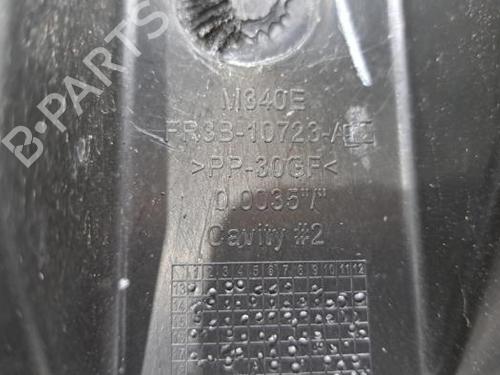 M340E
FR3B-10723-A
>PP-30GF<
0.0035"/"
Cavity #2
1 2 3 4 5 6 7 8 9 10 11 12
B-PARTS